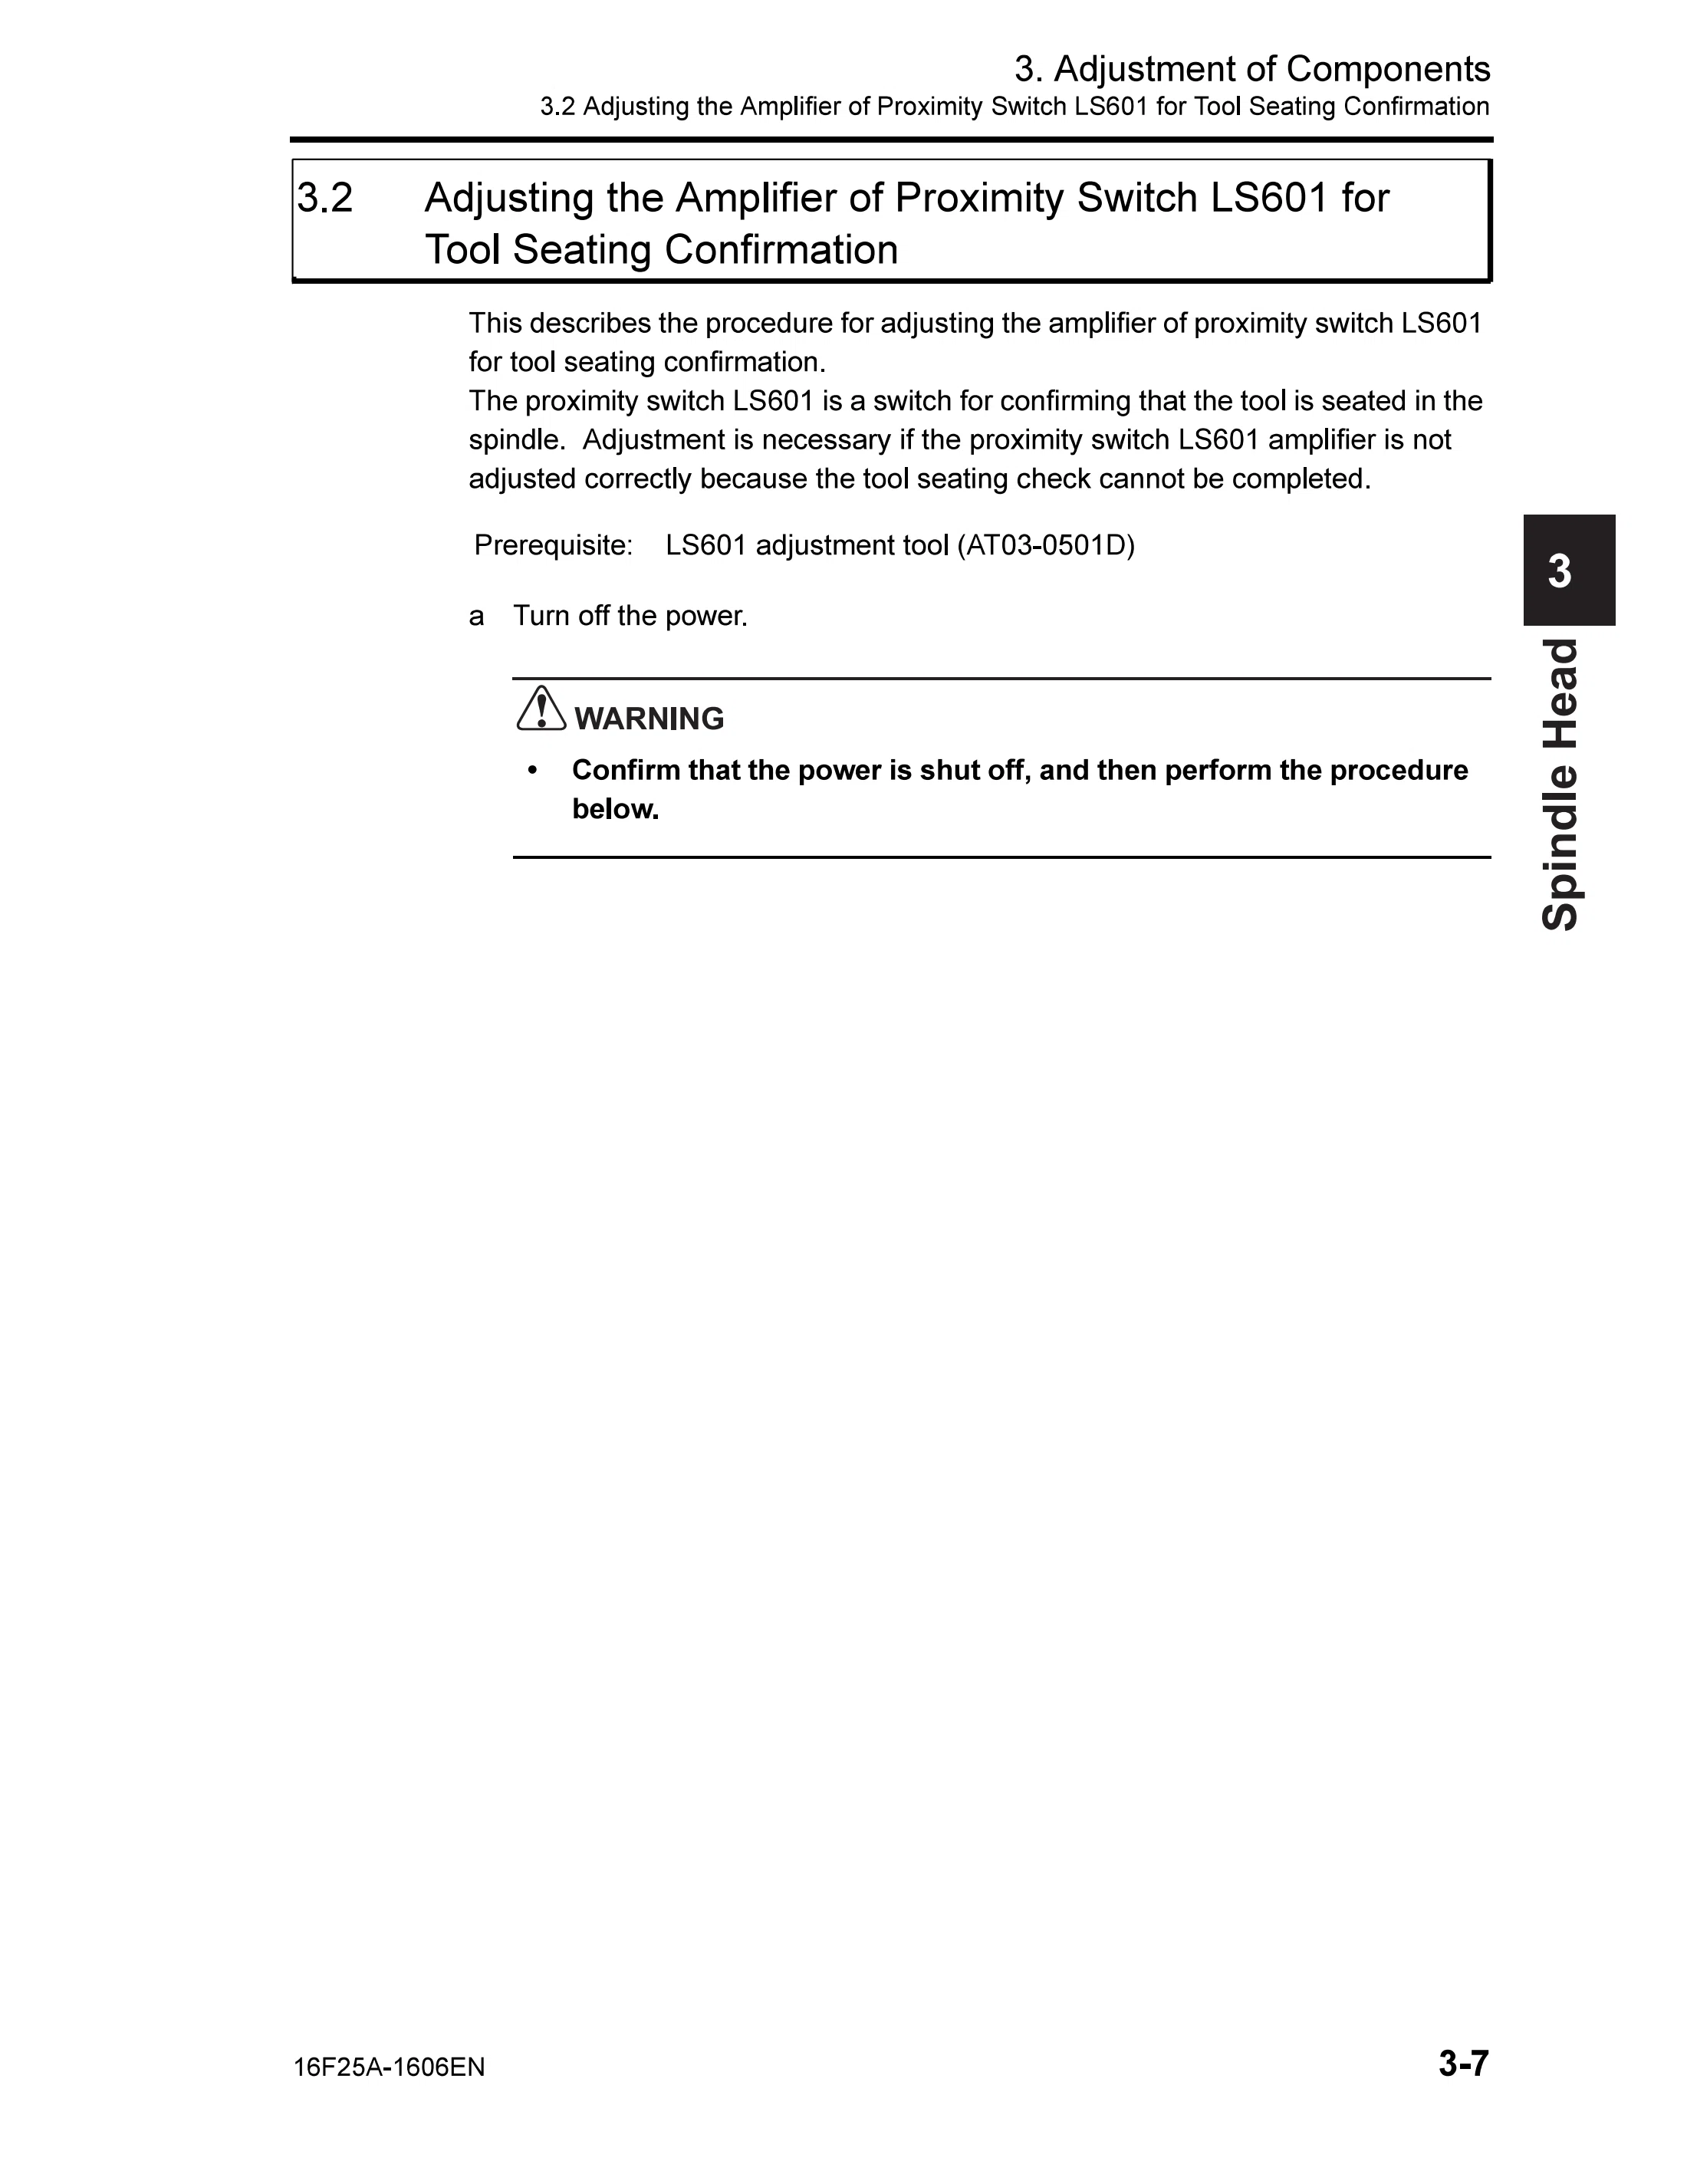 3. Adjustment of Components
3.2 Adjusting the Amplifier of Proximity Switch LS601 for Tool Seating Confirmation
3.2 Adjusting the Amplifier of Proximity Switch LS601 for
Tool Seating Confirmation
This describes the procedure for adjusting the amplifier of proximity switch LS601
for tool seating confirmation.
The proximity switch LS601 is a switch for confirming that the tool is seated in the
spindle. Adjustment is necessary if the proximity switch LS601 amplifier is not
adjusted correctly because the tool seating check cannot be completed.
Prerequisite: LS601 adjustment tool (AT03-0501D)
a Turn off the power.
WARNING
• Confirm that the power is shut off, and then perform the procedure
below.
3
Spindle Head
16F25A-1606EN
3-7